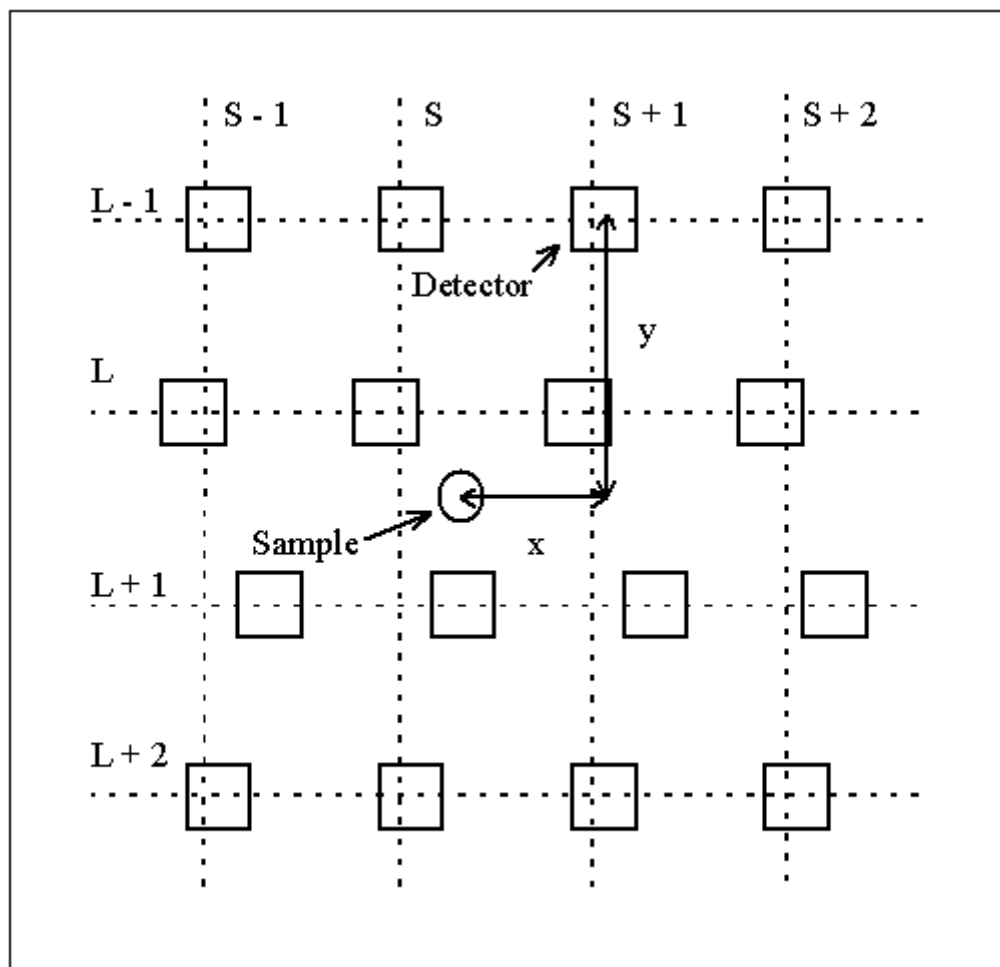 S - 1
S
S + 1
S + 2
L - 1
Detector
y
L
Sample
x
L + 1
L + 2